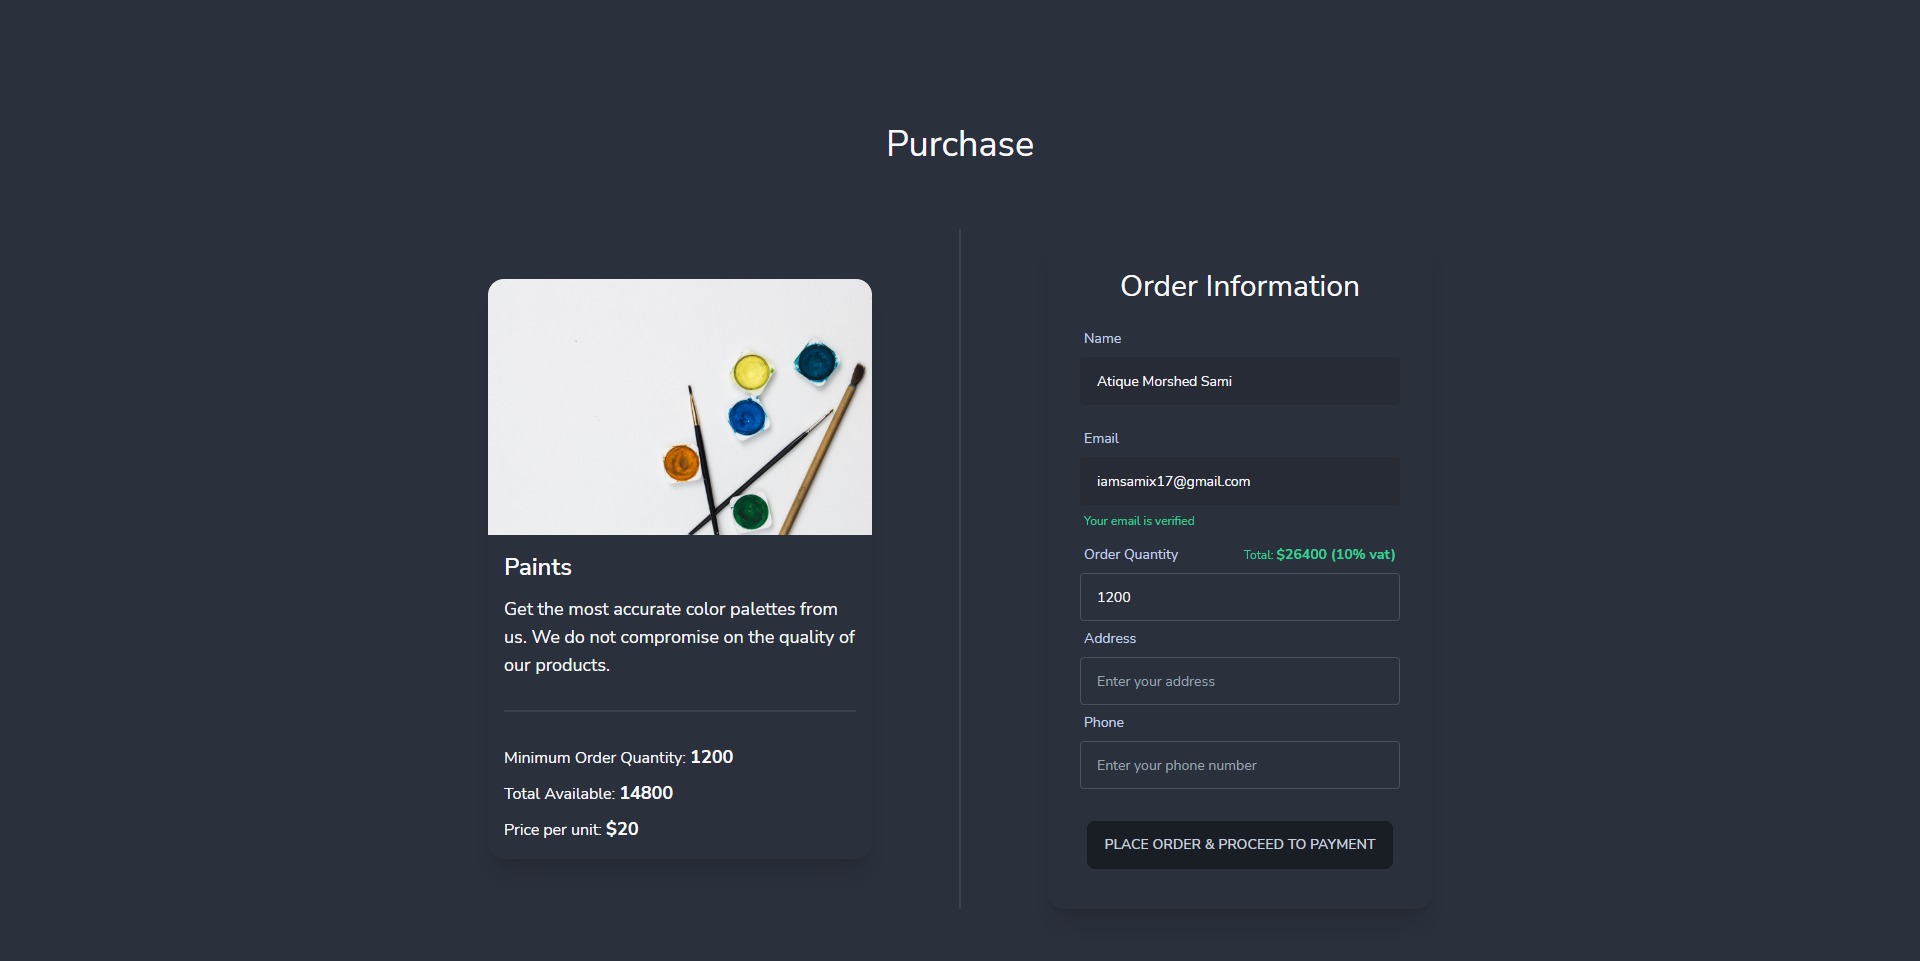 Purchase
Paints
Get the most accurate color palettes from
us. We do not compromise on the quality of
our products.
Minimum Order Quantity: 1200
Total Available: 14800
Price per unit: $20
Order Information
Name
Atique Morshed Sami
Email
iamsamix17@gmail.com
Your email is verified
Order Quantity Total: $26400 (10% vat)
1200
Address
Enter your address
Phone
Enter your phone number
PLACE ORDER & PROCEED TO PAYMENT